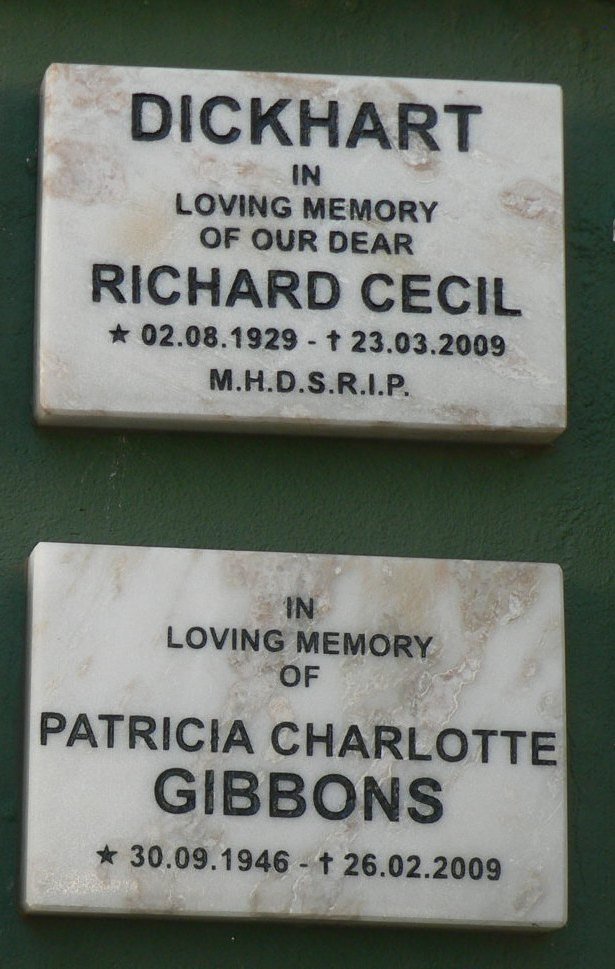 DICKHART
IN
LOVING MEMORY
OF OUR DEAR
RICHARD CECIL
★ 02.08.1929 - † 23.03.2009
M.H.D.S.R.I.P.
IN
LOVING MEMORY
OF
PATRICIA CHARLOTTE
GIBBONS
★ 30.09.1946 - † 26.02.2009